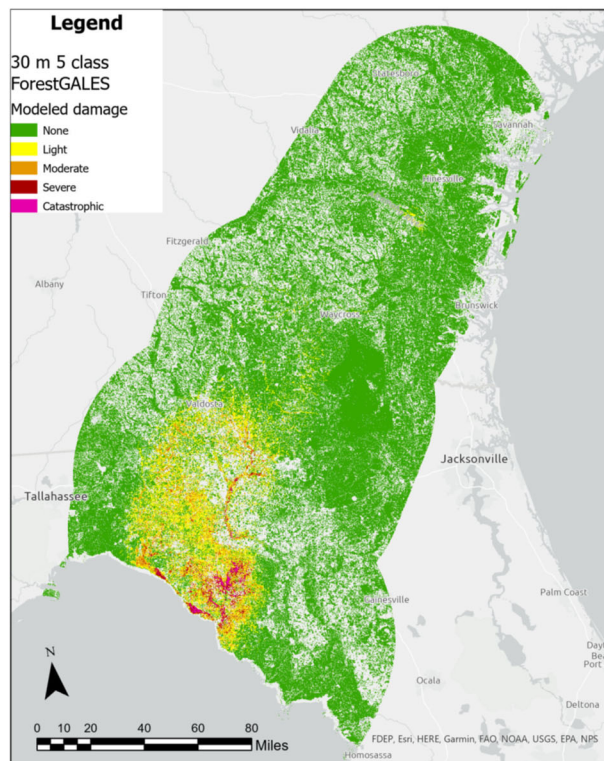 Legend
30 m 5 class
ForestGALES
Modeled damage
None
Light
Moderate
Severe
Catastrophic
Statesboro
Vidalia
Savannah
Hinesville
Fitzgerald
Albany
Tifton
Waycross
Brunswick
Valdosta
Jacksonville
Tallahassee
Gainesville
Palm Coast
Ocala
Deltona
Homosassa
N
0 20 40 60 80
Miles
FDEP, Esri, HERE, Garmin, FAO, NOAA, USGS, EPA, NPS